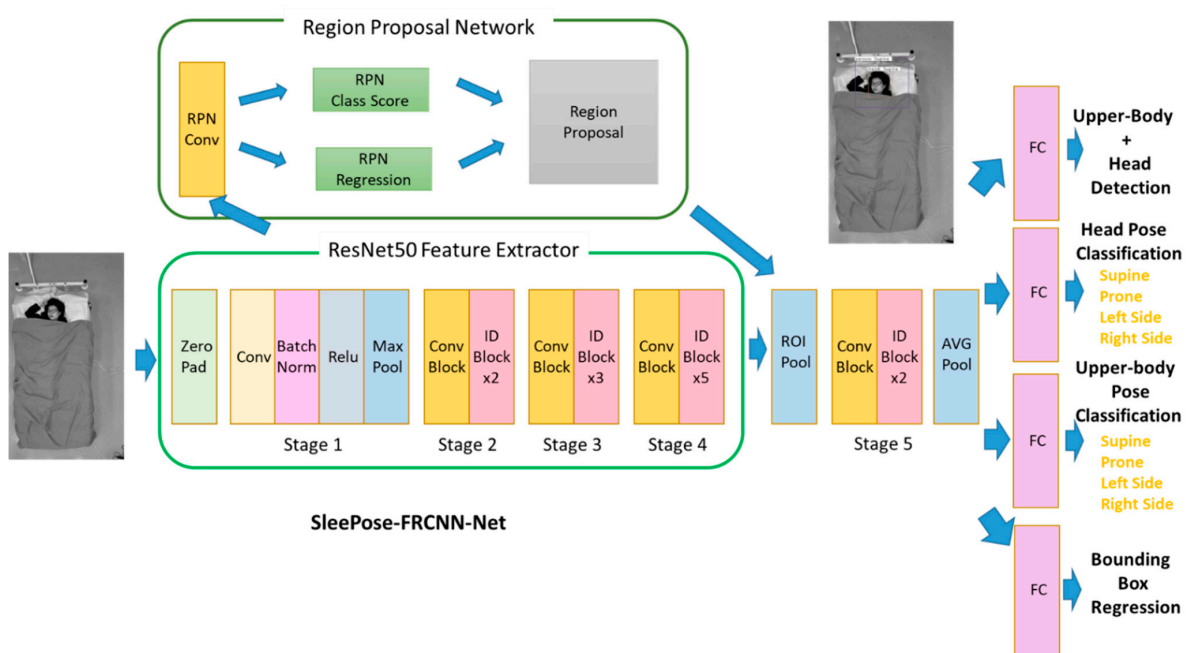 Region Proposal Network
RPN
Conv
RPN
Class Score
RPN
Regression
Region
Proposal
ResNet50 Feature Extractor
Zero
Pad
Conv
Batch
Norm
Relu
Max
Pool
Conv
Block
ID
Block
x2
Conv
Block
ID
Block
x3
Conv
Block
ID
Block
x5
Stage 1
Stage 2
Stage 3
Stage 4
ROI
Pool
Conv
Block
ID
Block
x2
Stage 5
AVG
Pool
FC
Upper-Body
+
Head
Detection
FC
Head Pose
Classification
Supine
Prone
Left Side
Right Side
FC
Upper-body
Pose
Classification
Supine
Prone
Left Side
Right Side
FC
Bounding
Box
Regression
SleePose-FRCNN-Net